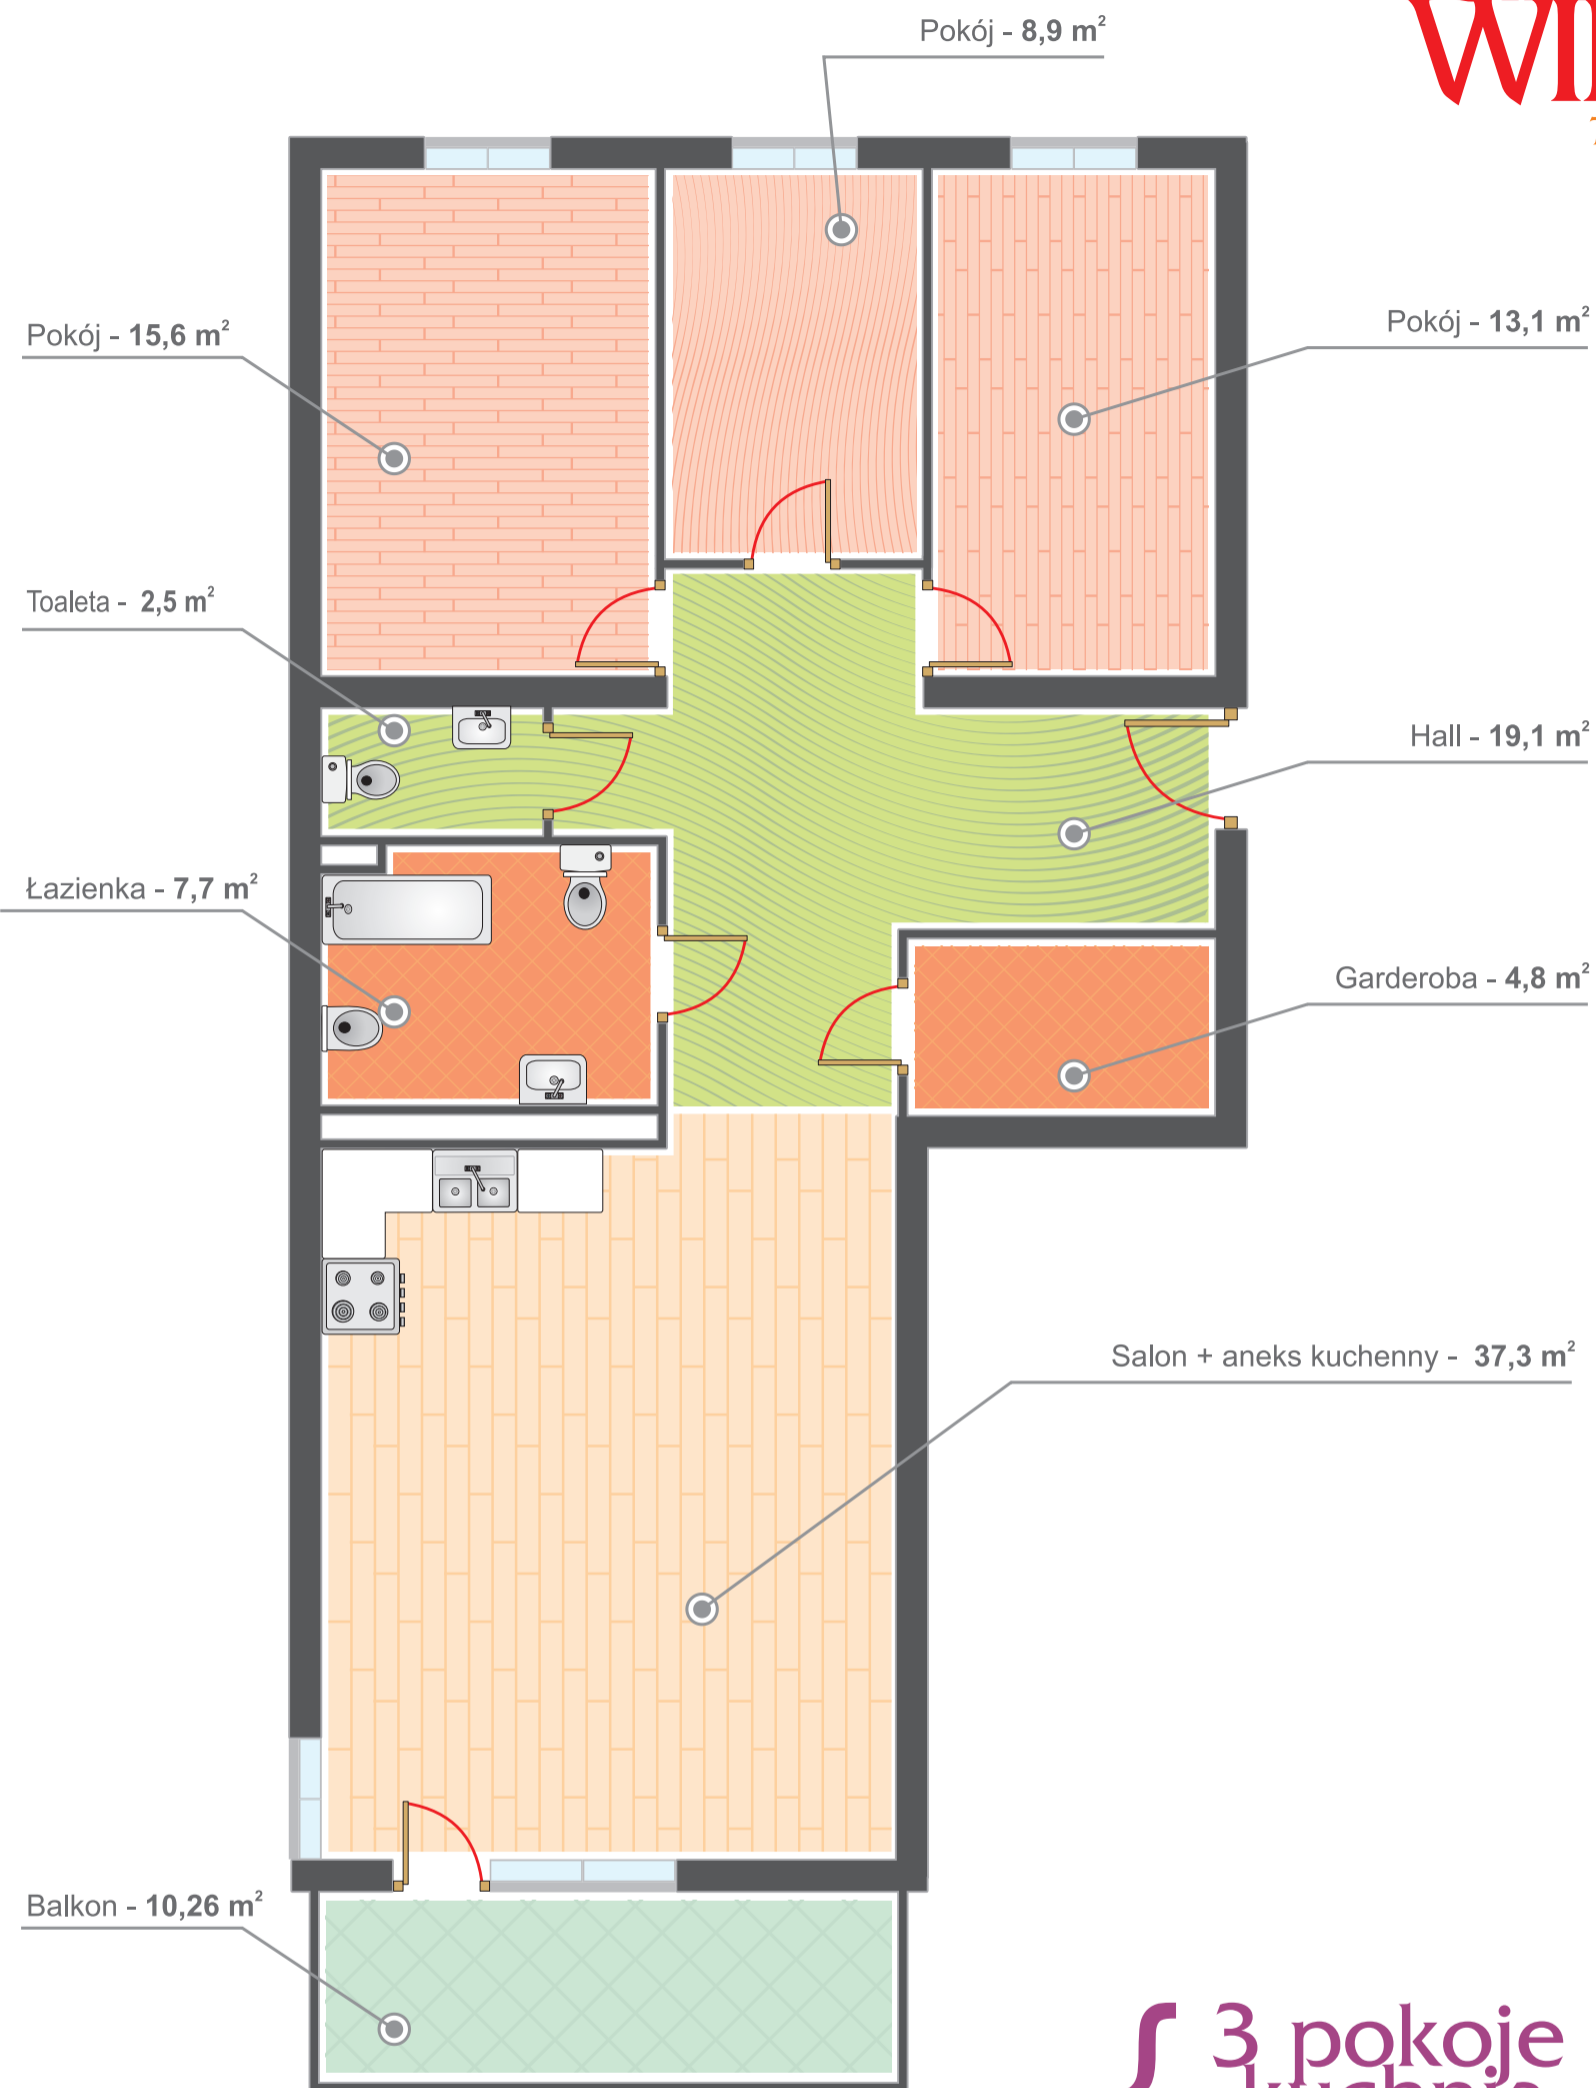 Pokój - 8,9 m²
Pokój - 15,6 m²
Pokój - 13,1 m²
Toaleta - 2,5 m²
Hall - 19,1 m²
Łazienka - 7,7 m²
Garderoba - 4,8 m²
Salon + aneks kuchenny - 37,3 m²
Balkon - 10,26 m²
3 pokoje
kuchnia